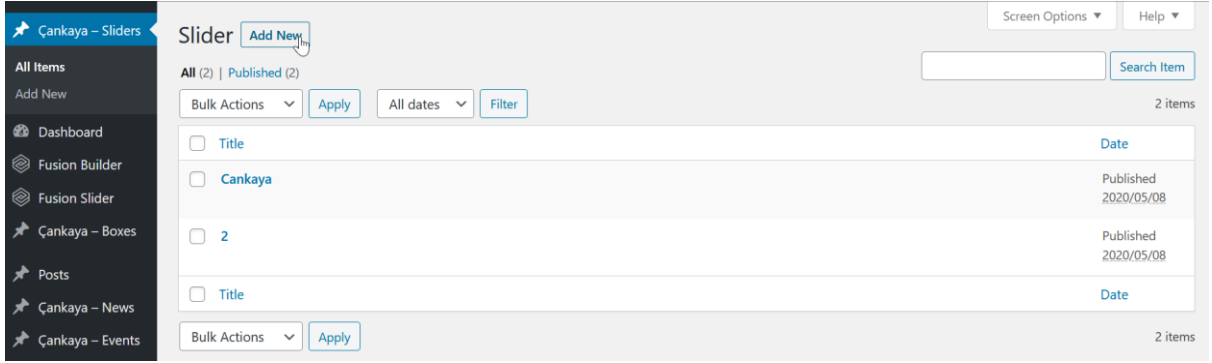 Çankaya – Sliders
All Items
Add New
Dashboard
Fusion Builder
Fusion Slider
Çankaya – Boxes
Posts
Çankaya – News
Çankaya – Events
Screen Options ▼ Help ▼
Slider Add New
All (2) | Published (2)
Search Item
Bulk Actions Apply All dates Filter 2 items
Title Date
Cankaya Published
2020/05/08
2 Published
2020/05/08
Title Date
Bulk Actions Apply 2 items